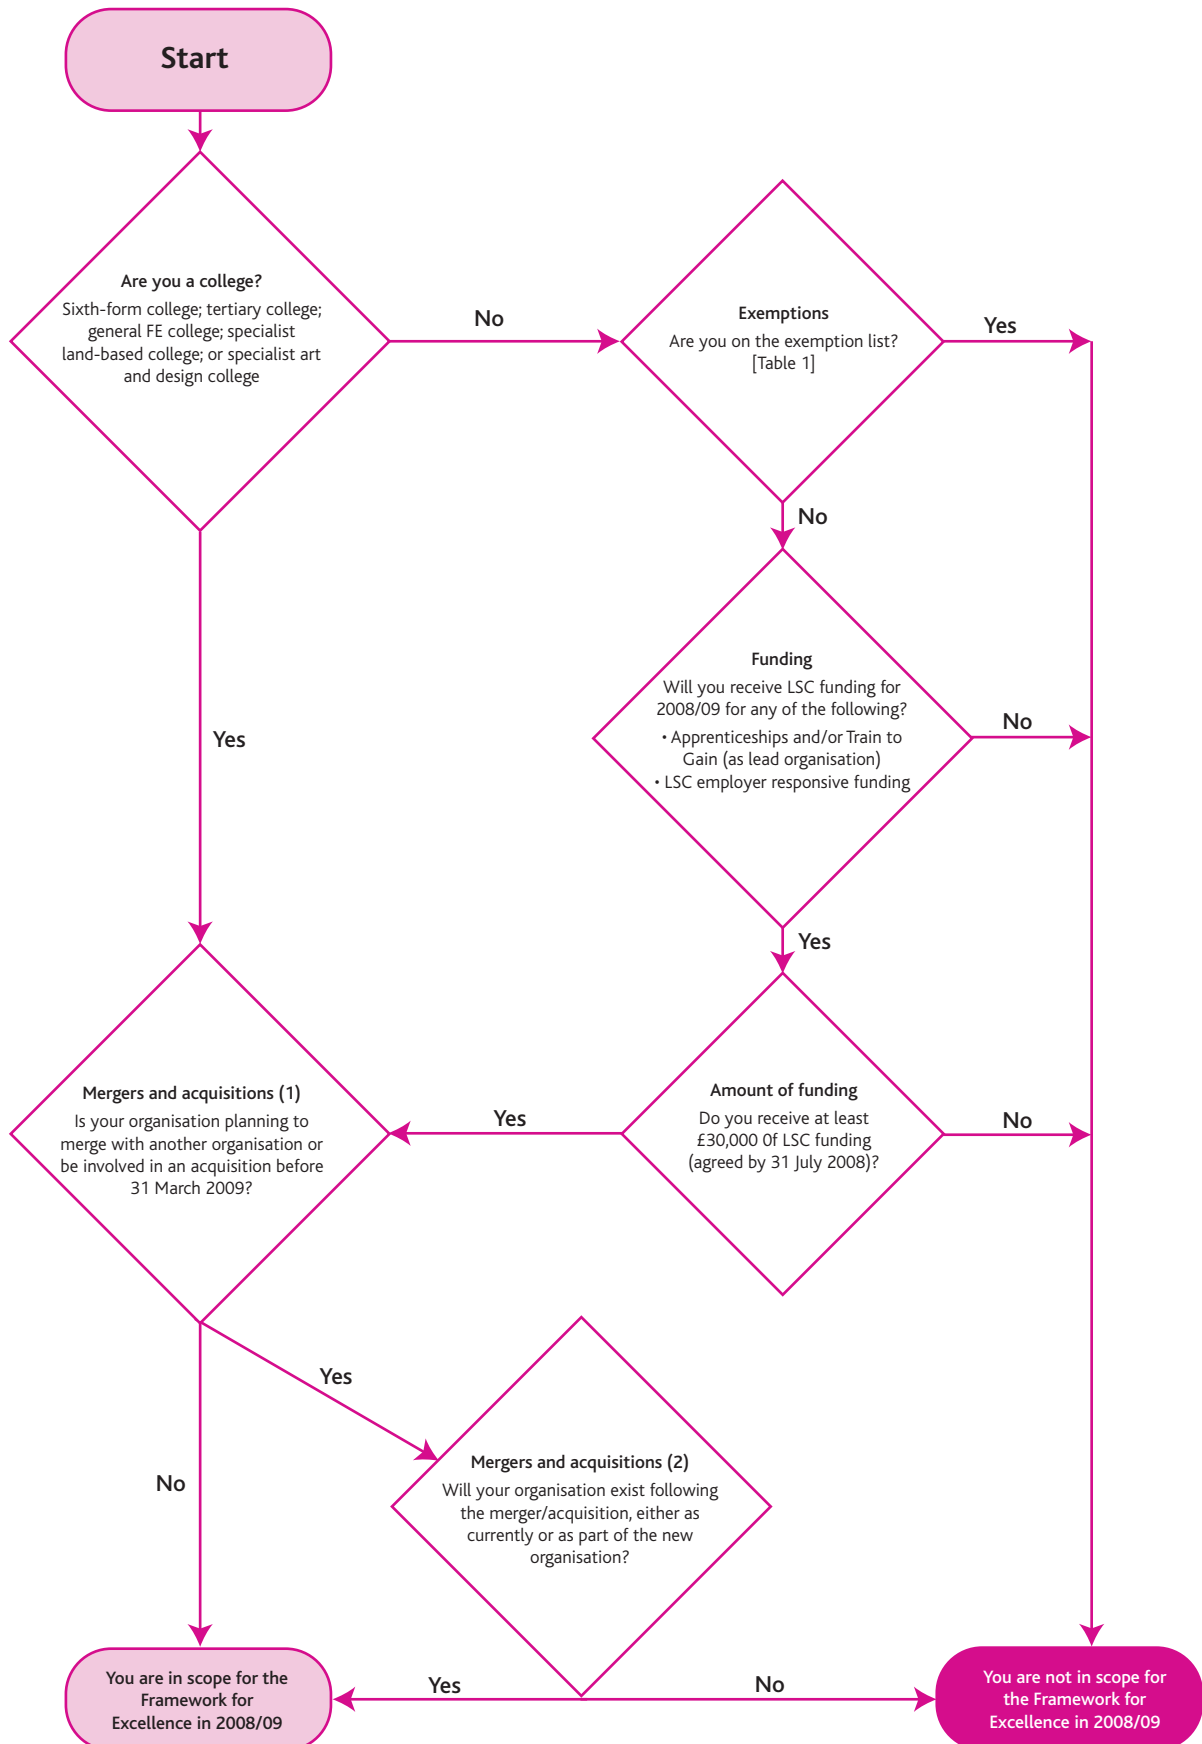 Start
Are you a college?
Sixth-form college; tertiary college;
general FE college; specialist
land-based college; or specialist art
and design college
No
Exemptions
Are you on the exemption list?
[Table 1]
Yes
No
Funding
Will you receive LSC funding for
2008/09 for any of the following?
• Apprenticeships and/or Train to
Gain (as lead organisation)
• LSC employer responsive funding
No
Yes
Yes
Mergers and acquisitions (1)
Is your organisation planning to
merge with another organisation or
be involved in an acquisition before
31 March 2009?
Yes
Amount of funding
Do you receive at least
£30,000 0f LSC funding
(agreed by 31 July 2008)?
No
Yes
No
Mergers and acquisitions (2)
Will your organisation exist following
the merger/acquisition, either as
currently or as part of the new
organisation?
You are in scope for the
Framework for
Excellence in 2008/09
Yes
No
You are not in scope for
the Framework for
Excellence in 2008/09